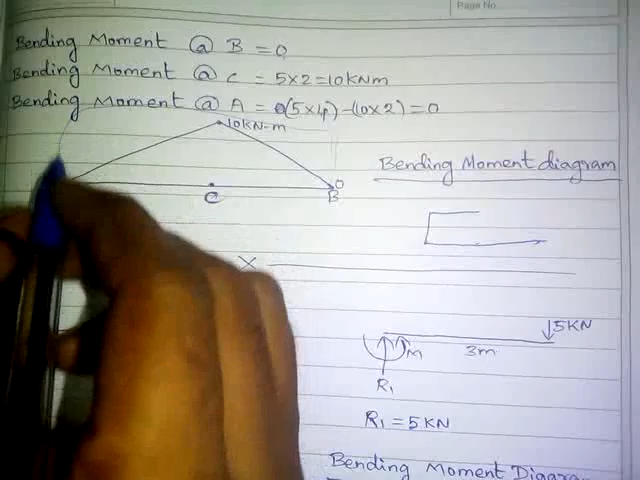 Page No
Bending Moment @ B = 0
Bending Moment @ C = 5×2=10KNm
Bending Moment @ A = (5×4)-(10×2)=0
10KN-m
Bending Moment diagram
0
C
B
X
5KN
M
3m
R1
R1 = 5KN
Bending Moment Diagram